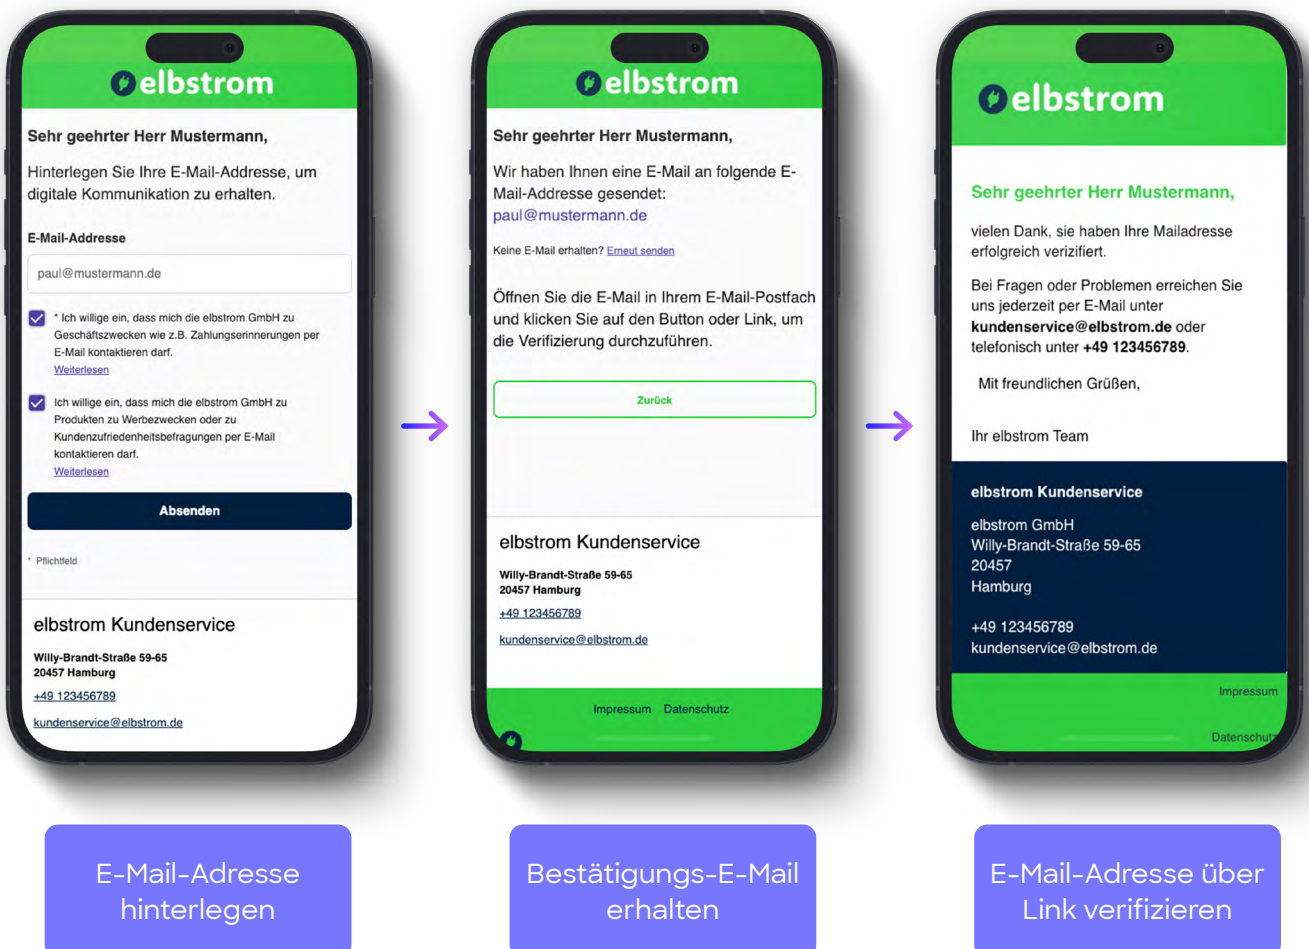 elbstrom
Sehr geehrter Herr Mustermann,
Hinterlegen Sie Ihre E-Mail-Addresse, um
digitale Kommunikation zu erhalten.
E-Mail-Addresse
paul@mustermann.de
* Ich willige ein, dass mich die elbstrom GmbH zu
Geschäftszwecken wie z.B. Zahlungserinnerungen per
E-Mail kontaktieren darf.
Weiterlesen
Ich willige ein, dass mich die elbstrom GmbH zu
Produkten zu Werbezwecken oder zu
Kundenzufriedenheitsbefragungen per E-Mail
kontaktieren darf.
Weiterlesen
Absenden
* Pflichtfeld
elbstrom Kundenservice
Willy-Brandt-Straße 59-65
20457 Hamburg
+49 123456789
kundenservice@elbstrom.de
E-Mail-Adresse
hinterlegen
elbstrom
Sehr geehrter Herr Mustermann,
Wir haben Ihnen eine E-Mail an folgende E-
Mail-Addresse gesendet:
paul@mustermann.de
Keine E-Mail erhalten? Erneut senden
Öffnen Sie die E-Mail in Ihrem E-Mail-Postfach
und klicken Sie auf den Button oder Link, um
die Verifizierung durchzuführen.
Zurück
elbstrom Kundenservice
Willy-Brandt-Straße 59-65
20457 Hamburg
+49 123456789
kundenservice@elbstrom.de
Impressum Datenschutz
Bestätigungs-E-Mail
erhalten
elbstrom
Sehr geehrter Herr Mustermann,
vielen Dank, sie haben Ihre Mailadresse
erfolgreich verizifiert.
Bei Fragen oder Problemen erreichen Sie
uns jederzeit per E-Mail unter
kundenservice@elbstrom.de oder
telefonisch unter +49 123456789.
Mit freundlichen Grüßen,
Ihr elbstrom Team
elbstrom Kundenservice
elbstrom GmbH
Willy-Brandt-Straße 59-65
20457
Hamburg
+49 123456789
kundenservice@elbstrom.de
Impressum
Datenschutz
E-Mail-Adresse über
Link verifizieren